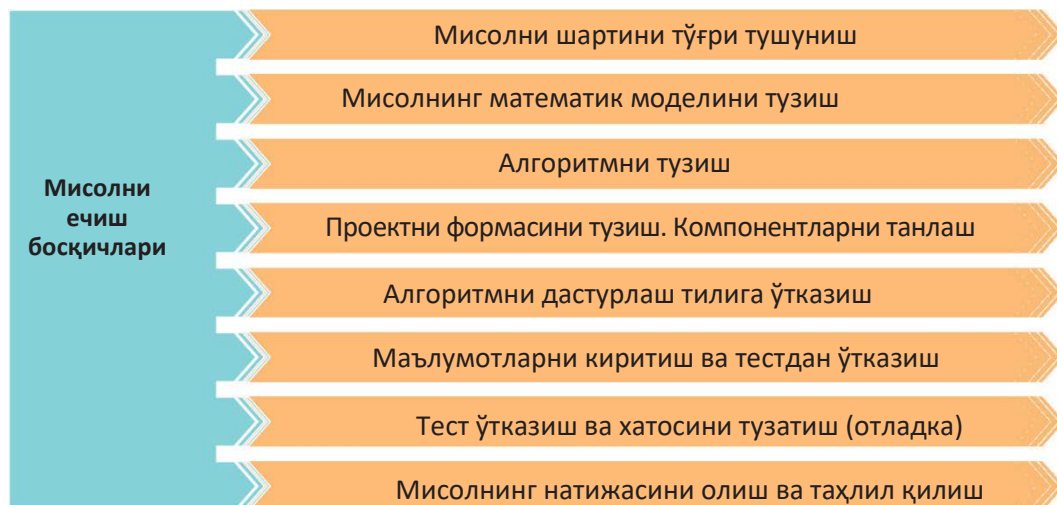 Мисолни
ечиш
босқичлари
Мисолни шартини тўғри тушуниш
Мисолнинг математик моделини тузиш
Алгоритмни тузиш
Проектни формасини тузиш. Компонентларни танлаш
Алгоритмни дастурлаш тилига ўтказиш
Маълумотларни киритиш ва тестдан ўтказиш
Тест ўтказиш ва хатосини тузатиш (отладка)
Мисолнинг натижасини олиш ва таҳлил қилиш